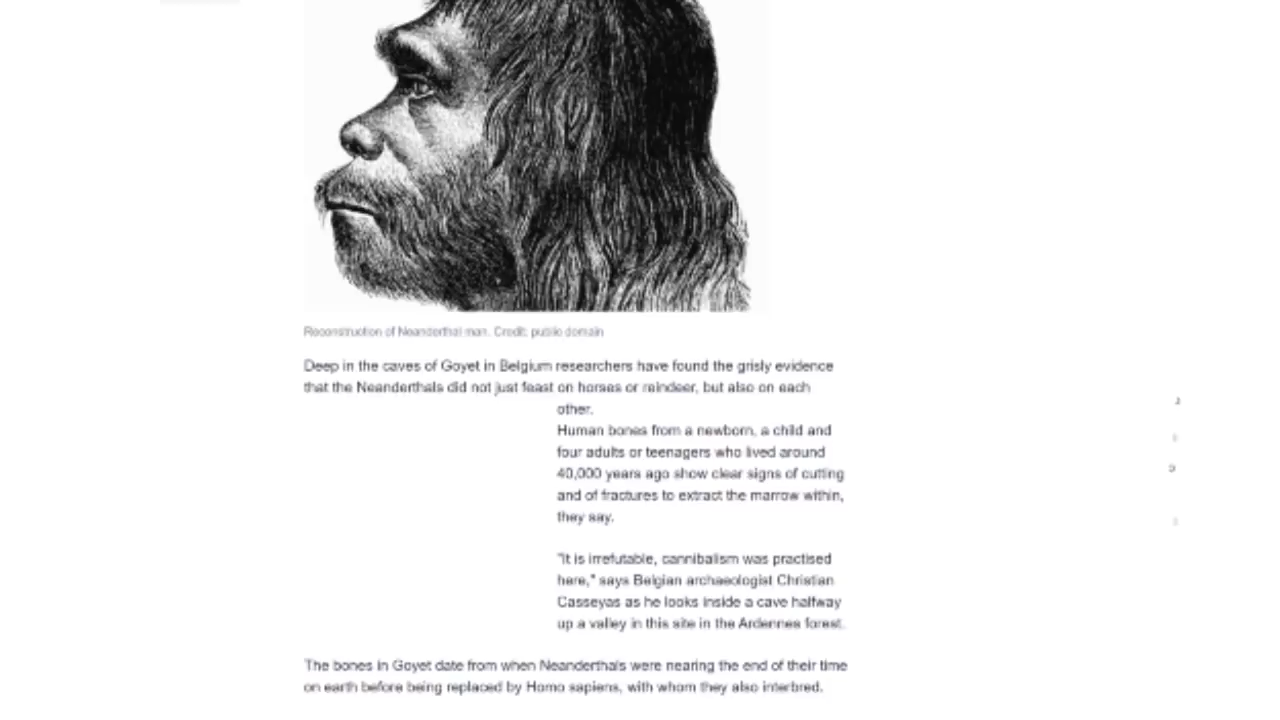 Reconstruction of Neanderthal man. Credit: public domain
Deep in the caves of Goyet in Belgium researchers have found the grisly evidence
that the Neanderthals did not just feast on horses or reindeer, but also on each
other.
Human bones from a newborn, a child and
four adults or teenagers who lived around
40,000 years ago show clear signs of cutting
and of fractures to extract the marrow within,
they say.
"It is irrefutable, cannibalism was practised
here," says Belgian archaeologist Christian
Casseyas as he looks inside a cave halfway
up a valley in this site in the Ardennes forest.
The bones in Goyet date from when Neanderthals were nearing the end of their time
on earth before being replaced by Homo sapiens, with whom they also interbred.